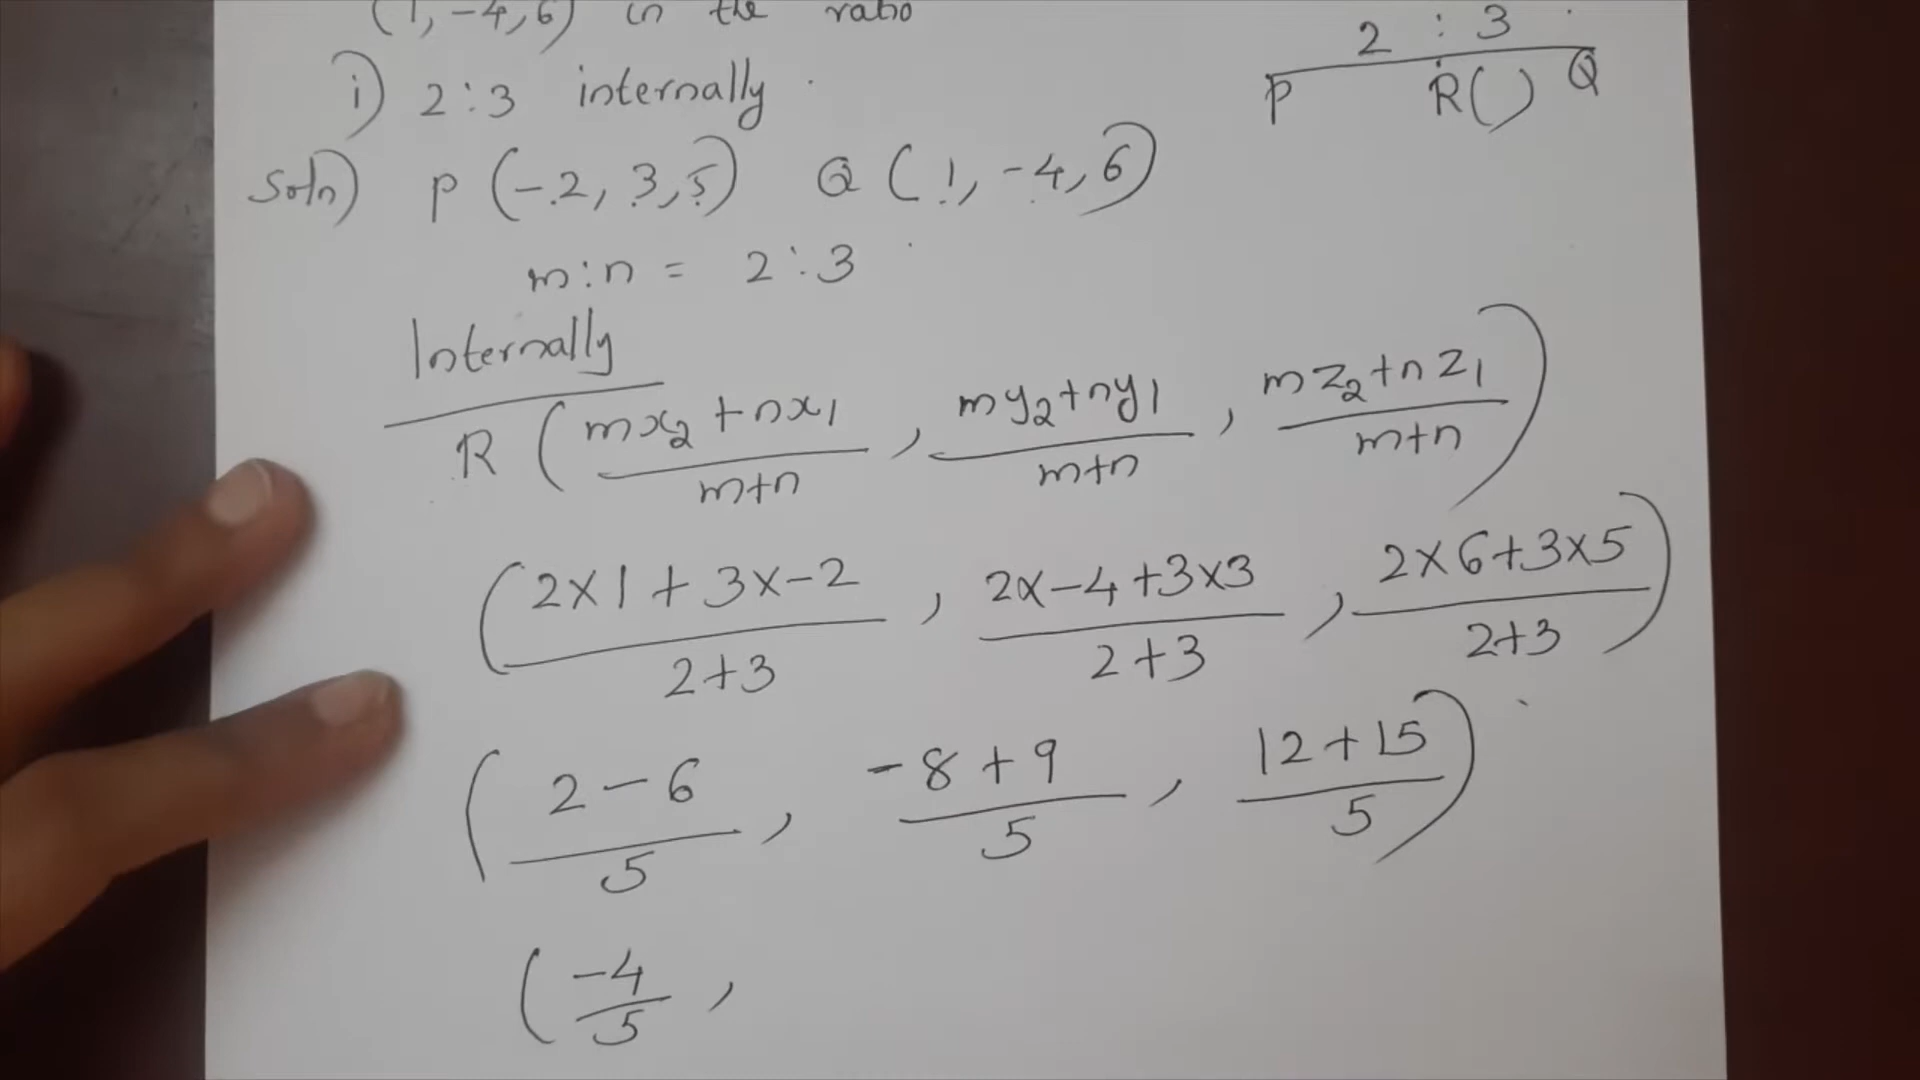 (1, -4, 6) in the ratio
2 : 3
P R( ) Q
i) 2:3 internally
Soln) P (-2, 3, 5) Q (1, -4, 6)
m:n = 2:3
Internally
R ( mx₂ + nx₁ / m+n , my₂+ny₁ / m+n , mz₂+nz₁ / m+n )
( 2×1 + 3×-2 / 2+3 , 2×-4+3×3 / 2+3 , 2×6+3×5 / 2+3 )
( 2-6 / 5 , -8+9 / 5 , 12+15 / 5 )
( -4 / 5 ,